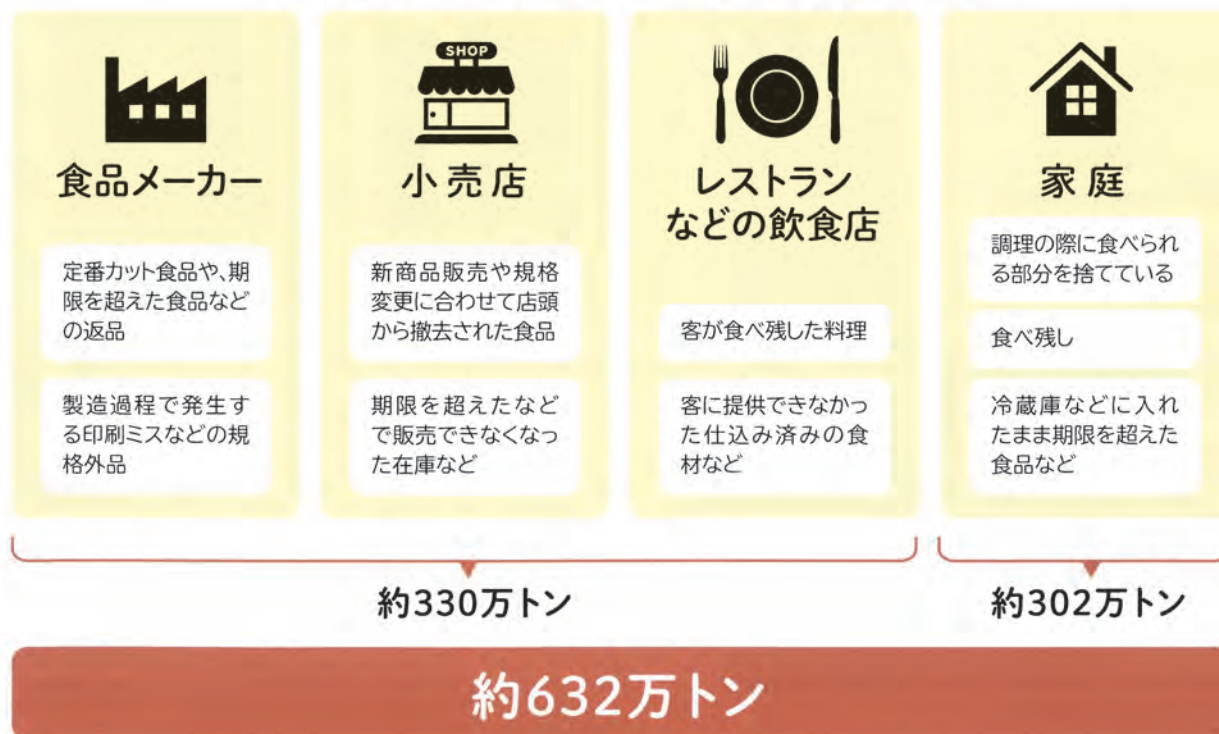 SHOP
食品メーカー
定番カット食品や、期
限を超えた食品など
の返品
製造過程で発生す
る印刷ミスなどの規
格外品
小売店
新商品販売や規格
変更に合わせて店頭
から撤去された食品
期限を超えたなど
で販売できなくなっ
た在庫など
レストラン
などの飲食店
客が食べ残した料理
客に提供できなかっ
た仕込み済みの食
材など
家庭
調理の際に食べられ
る部分を捨てている
食べ残し
冷蔵庫などに入れ
たまま期限を超えた
食品など
約330万トン
約302万トン
約632万トン